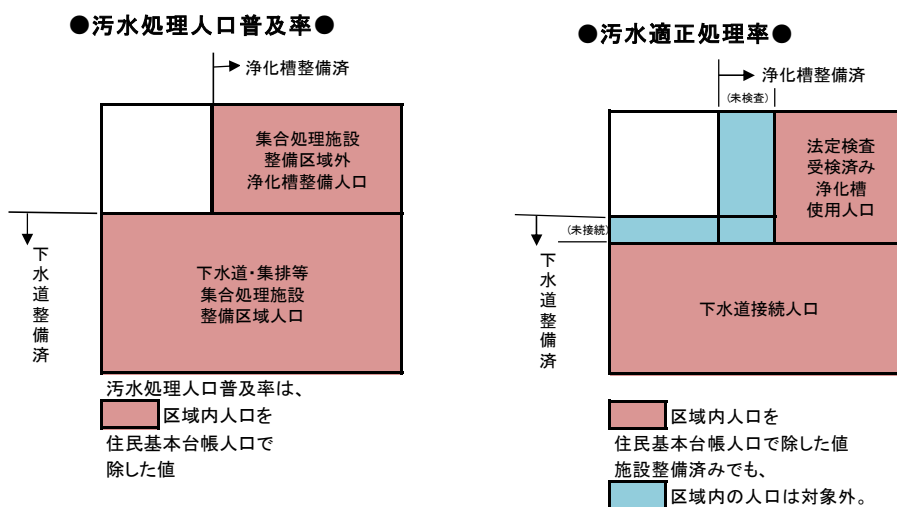 ●汚水処理人口普及率●
浄化槽整備済
集合処理施設
整備区域外
浄化槽整備人口
下水道整備済
下水道・集排等
集合処理施設
整備区域人口
汚水処理人口普及率は、
区域内人口を
住民基本台帳人口で
除した値
●汚水適正処理率●
浄化槽整備済
(未検査)
法定検査
受検済み
浄化槽
使用人口
(未接続)
下水道整備済
下水道接続人口
区域内人口を
住民基本台帳人口で除した値
施設整備済みでも、
区域内の人口は対象外。